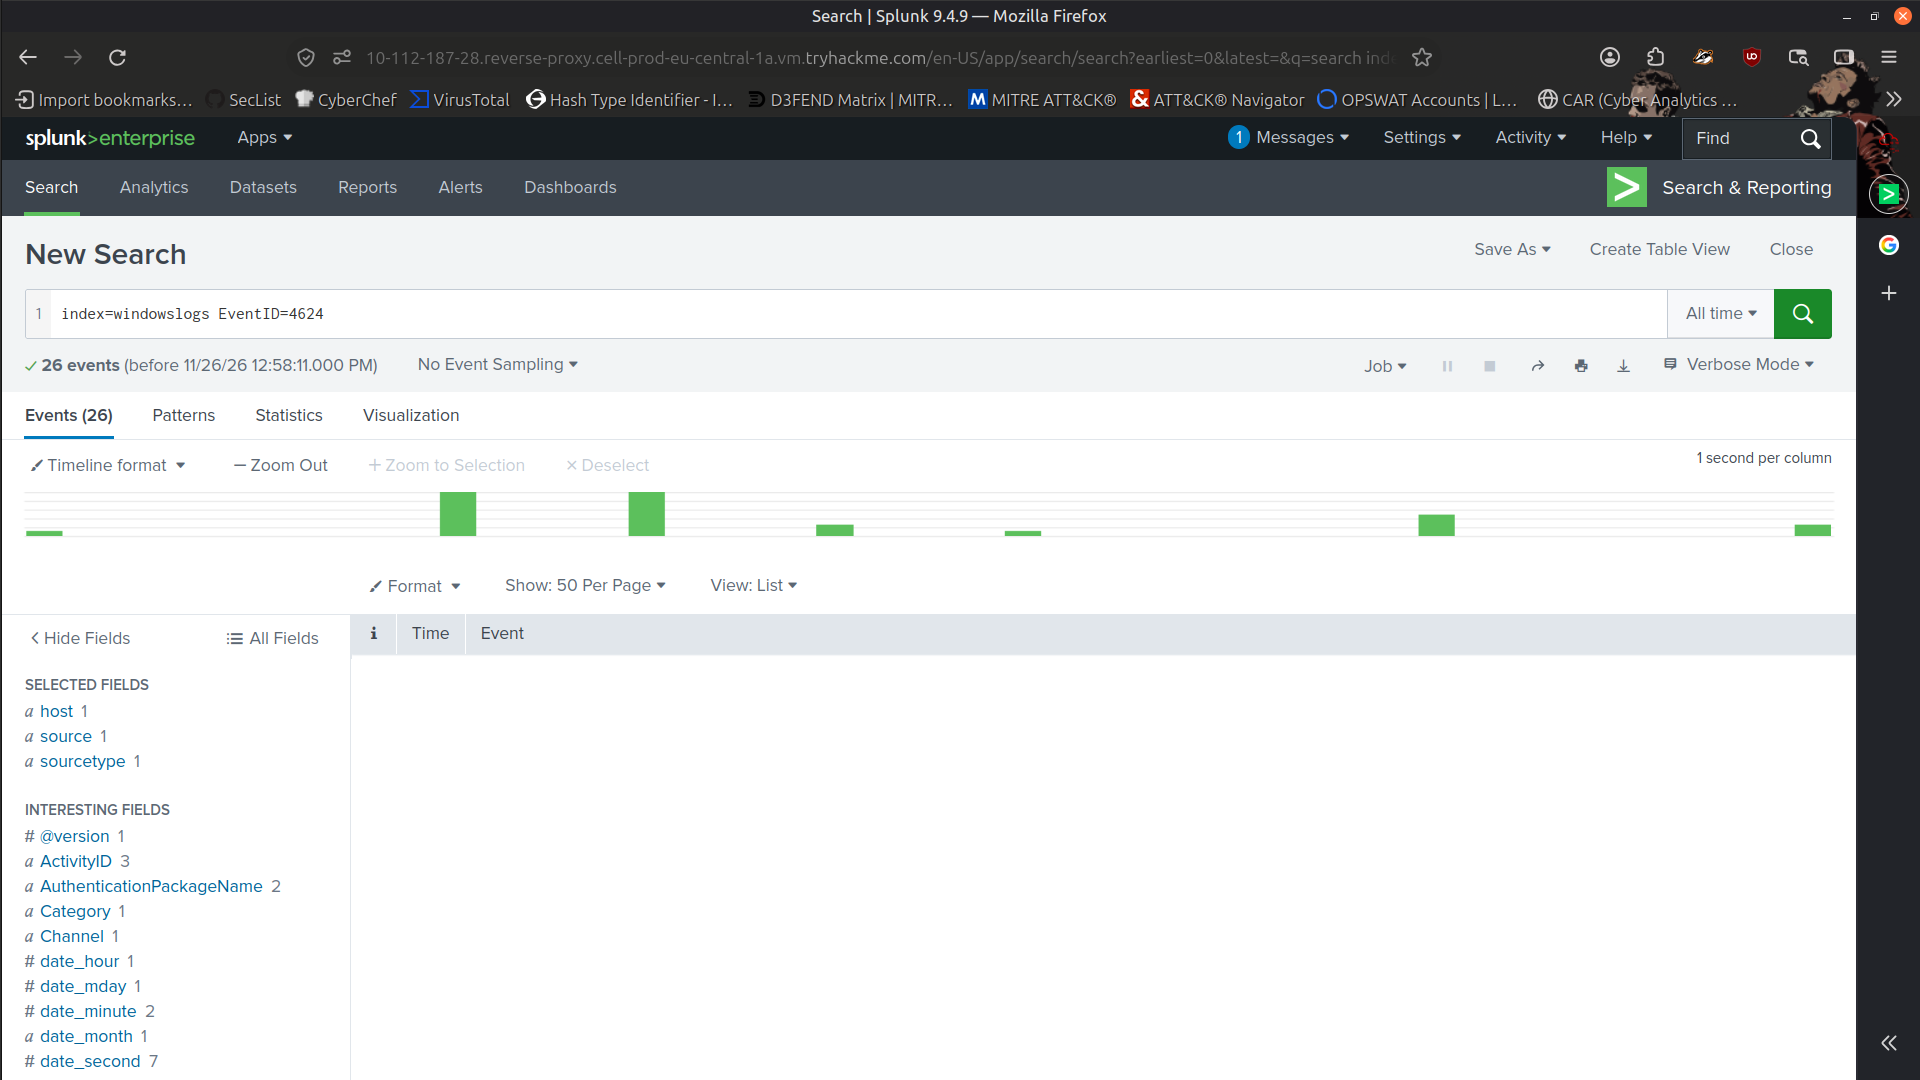 Search | Splunk 9.4.9 — Mozilla Firefox
10-112-187-28.reverse-proxy.cell-prod-eu-central-1a.vm.tryhackme.com/en-US/app/search/search?earliest=0&latest=&q=search ind
Import bookmarks... SecList CyberChef VirusTotal Hash Type Identifier - I... D3FEND Matrix | MITR... MITRE ATT&CK® ATT&CK® Navigator OPSWAT Accounts | L... CAR (Cyber Analytics ...
splunk>enterprise Apps 1 Messages Settings Activity Help Find
Search Analytics Datasets Reports Alerts Dashboards Search & Reporting
New Search Save As Create Table View Close
1 index=windowslogs EventID=4624 All time
26 events (before 11/26/26 12:58:11.000 PM) No Event Sampling Job Verbose Mode
Events (26) Patterns Statistics Visualization
Timeline format — Zoom Out + Zoom to Selection × Deselect 1 second per column
Format Show: 50 Per Page View: List
< Hide Fields All Fields i Time Event
SELECTED FIELDS
a host 1
a source 1
a sourcetype 1
INTERESTING FIELDS
# @version 1
a ActivityID 3
a AuthenticationPackageName 2
a Category 1
a Channel 1
# date_hour 1
# date_mday 1
# date_minute 2
a date_month 1
# date_second 7